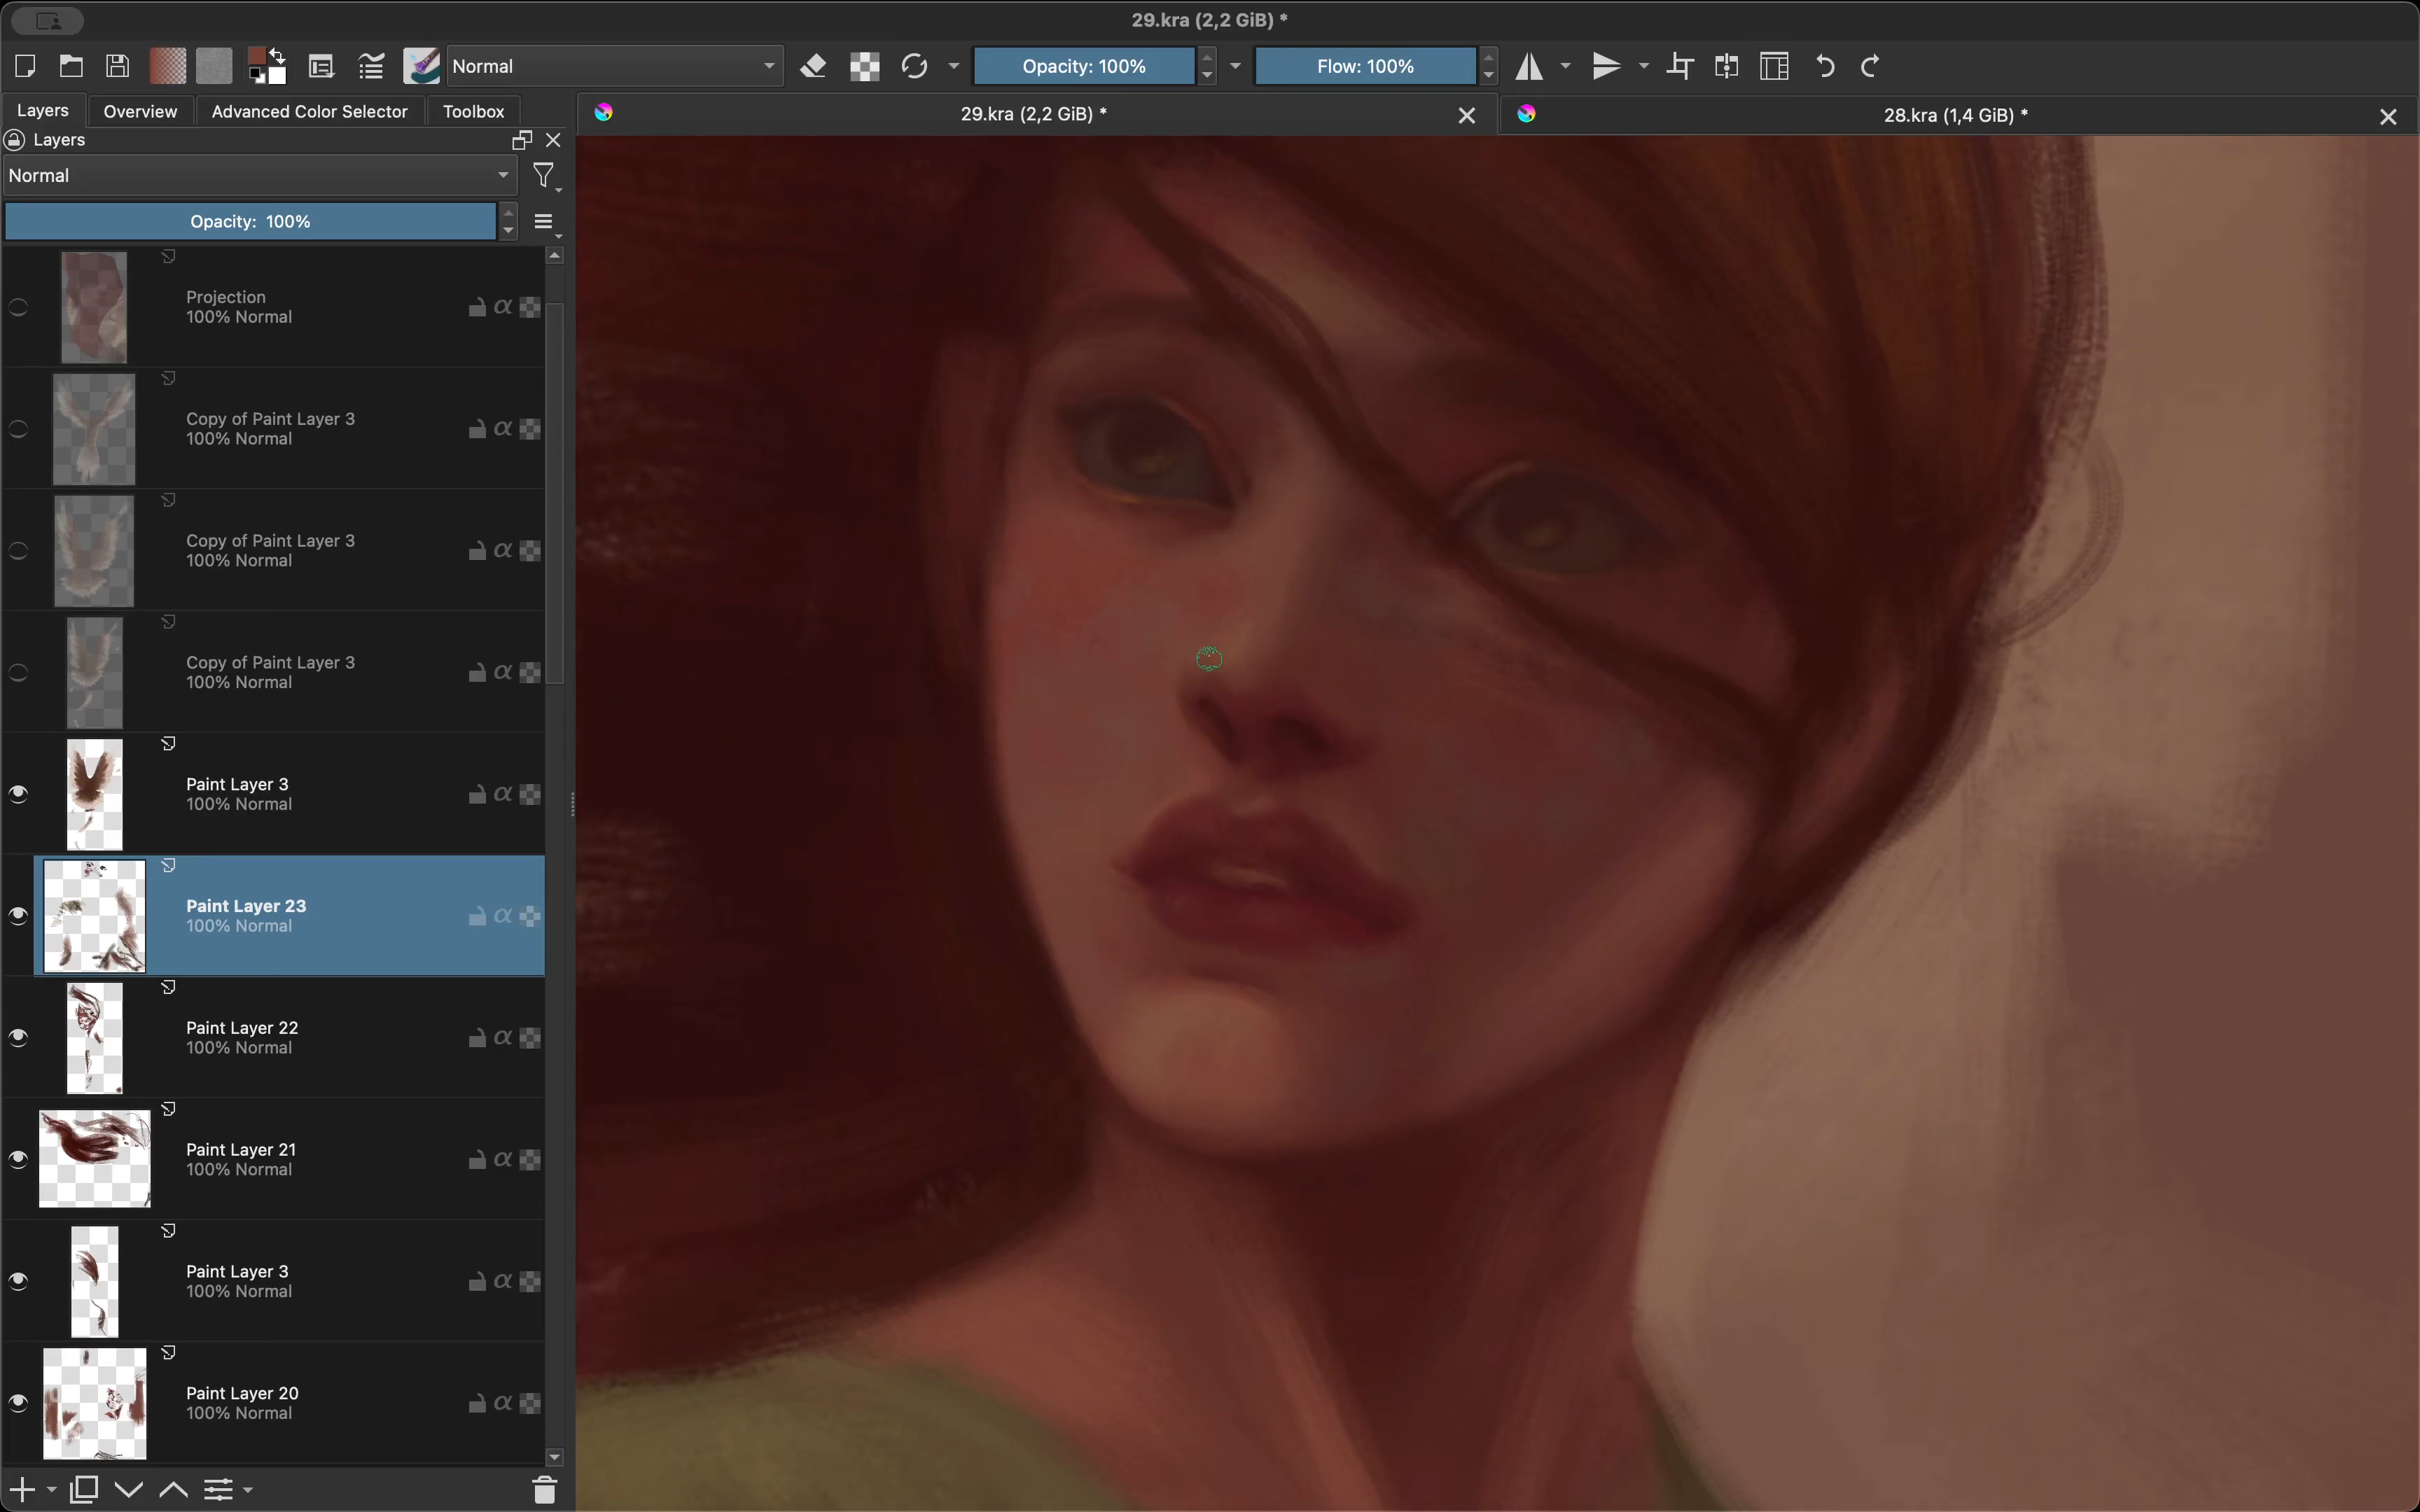 29.kra (2,2 GiB) *
Normal
Opacity: 100%
Flow: 100%
Layers
Overview
Advanced Color Selector
Toolbox
29.kra (2,2 GiB) *
28.kra (1,4 GiB) *
Layers
Normal
Opacity: 100%
Projection
100% Normal
α
Copy of Paint Layer 3
100% Normal
α
Copy of Paint Layer 3
100% Normal
α
Copy of Paint Layer 3
100% Normal
α
Paint Layer 3
100% Normal
α
Paint Layer 23
100% Normal
α
Paint Layer 22
100% Normal
α
Paint Layer 21
100% Normal
α
Paint Layer 3
100% Normal
α
Paint Layer 20
100% Normal
α